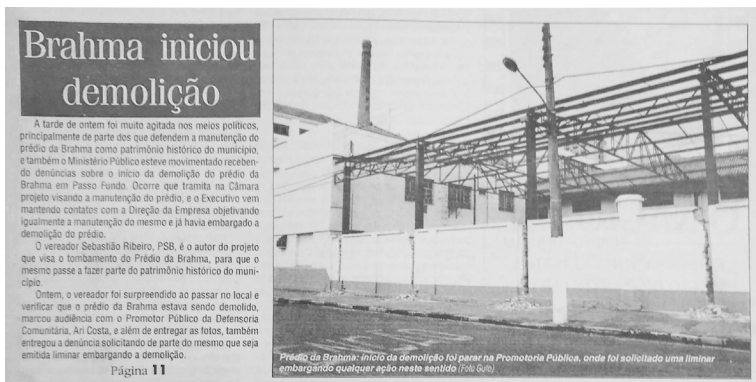 Brahma iniciou
demolição
A tarde de ontem foi muito agitada nos meios políticos,
principalmente de parte dos que defendem a manutenção do
prédio da Brahma como patrimônio histórico do município,
e também o Ministério Público esteve movimentado receben-
do denúncias sobre o início da demolição do prédio da
Brahma em Passo Fundo. Ocorre que tramita na Câmara
projeto visando a manutenção do prédio, e o Executivo vem
mantendo contatos com a Direção da Empresa objetivando
igualmente a manutenção do mesmo e já havia embargado a
demolição do prédio.
O vereador Sebastião Ribeiro, PSB, é o autor do projeto
que visa o tombamento do Prédio da Brahma, para que o
mesmo passe a fazer parte do patrimônio histórico do muni-
cípio.
Ontem, o vereador foi surpreendido ao passar no local e
verificar que o prédio da Brahma estava sendo demolido,
marcou audiência com o Promotor Público da Defensoria
Comunitária, Ari Costa, e além de entregar as fotos, também
entregou a denúncia solicitando de parte do mesmo que seja
emitida liminar embargando a demolição.
Página 11
Prédio da Brahma: início da demolição foi parar na Promotoria Pública, onde foi solicitado uma liminar
embargando qualquer ação neste sentido (Foto Guto)